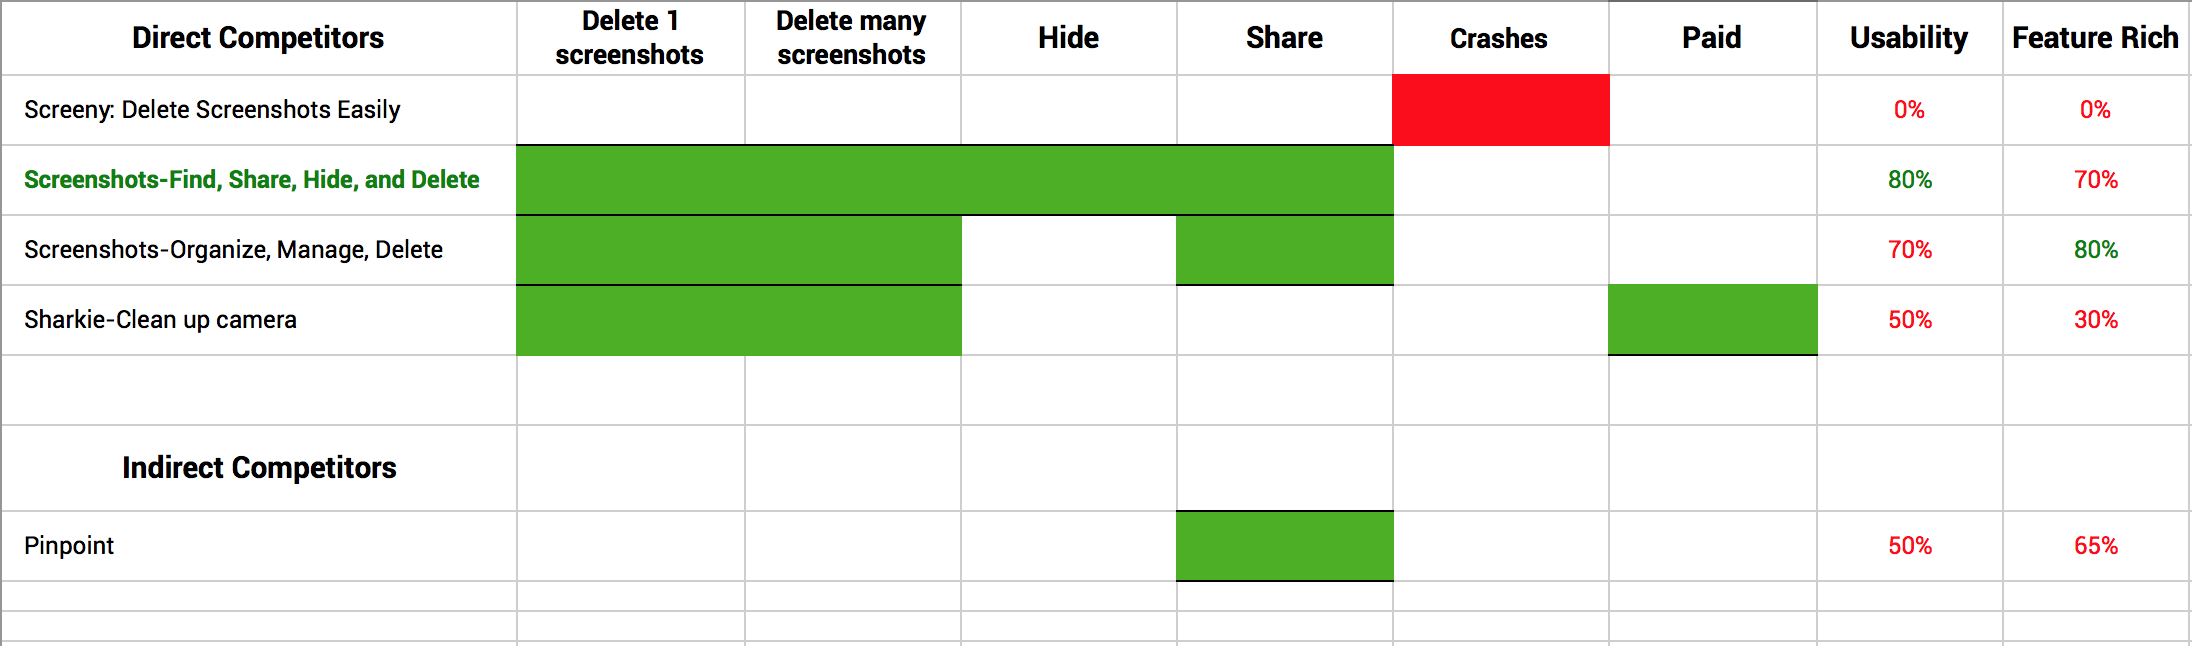 Direct Competitors Delete 1 screenshots Delete many screenshots Hide Share Crashes Paid Usability Feature Rich
Screeny: Delete Screenshots Easily 0% 0%
Screenshots-Find, Share, Hide, and Delete 80% 70%
Screenshots-Organize, Manage, Delete 70% 80%
Sharkie-Clean up camera 50% 30%
Indirect Competitors
Pinpoint 50% 65%